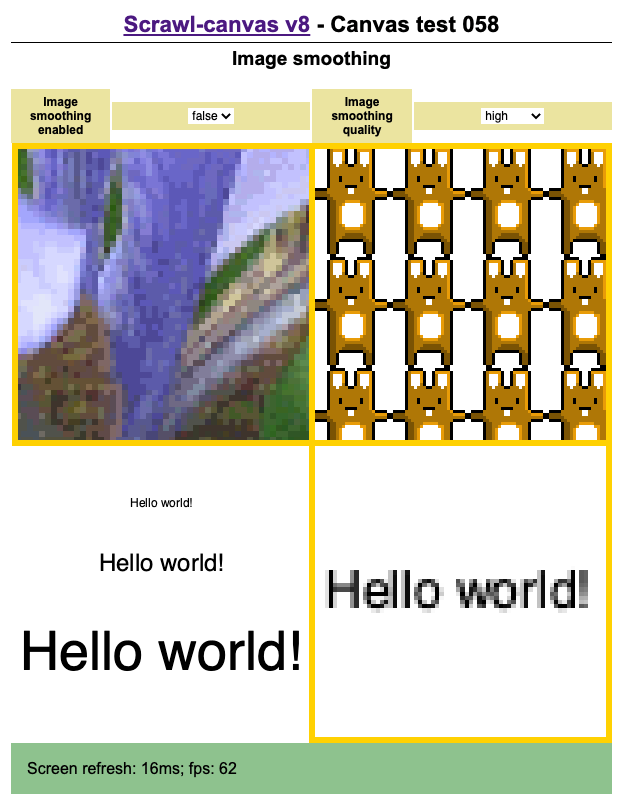 Scrawl-canvas v8 - Canvas test 058
Image smoothing
Image smoothing enabled
false
Image smoothing quality
high
Hello world!
Hello world!
Hello world!
Hello world!
Screen refresh: 16ms; fps: 62